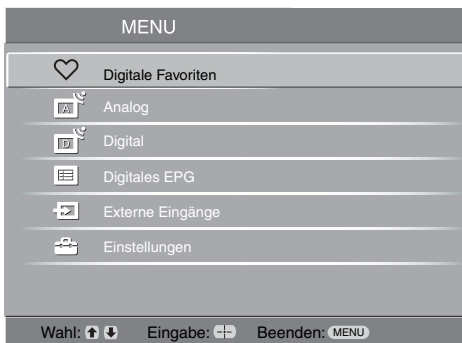 MENU
Digitale Favoriten
A Analog
D Digital
Digitales EPG
Externe Eingänge
Einstellungen
Wahl: Eingabe: Beenden: MENU